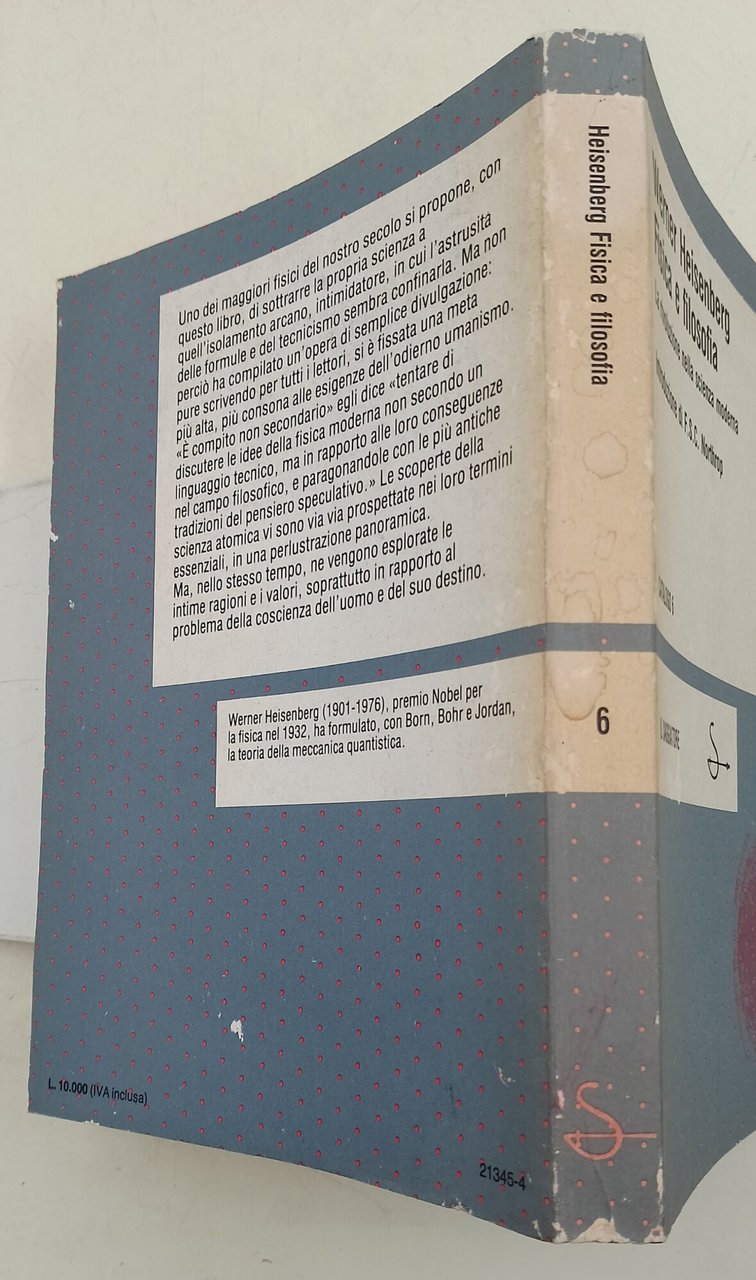 Uno dei maggiori fisici del nostro secolo si propone, con
questo libro, di sottrarre la propria scienza a
quell'isolamento arcano, intimidatore, in cui l'astrusità
delle formule e del tecnicismo sembra confinarla. Ma non
perciò ha compilato un'opera di semplice divulgazione:
pure scrivendo per tutti i lettori, si è fissata una meta
più alta, più consona alle esigenze dell'odierno umanismo.
«È compito non secondario» egli dice «tentare di
discutere le idee della fisica moderna non secondo un
linguaggio tecnico, ma in rapporto alle loro conseguenze
nel campo filosofico, e paragonandole con le più antiche
tradizioni del pensiero speculativo.» Le scoperte della
scienza atomica vi sono via via prospettate nei loro termini
essenziali, in una perlustrazione panoramica.
Ma, nello stesso tempo, ne vengono esplorate le
intime ragioni e i valori, soprattutto in rapporto al
problema della coscienza dell'uomo e del suo destino.
Werner Heisenberg (1901-1976), premio Nobel per
la fisica nel 1932, ha formulato, con Born, Bohr e Jordan,
la teoria della meccanica quantistica.
L. 10.000 (IVA inclusa)
21345-4
Heisenberg Fisica e filosofia
6
Werner Heisenberg
Fisica e filosofia
La rivoluzione nella scienza moderna
Introduzione di F.S.C. Northrop